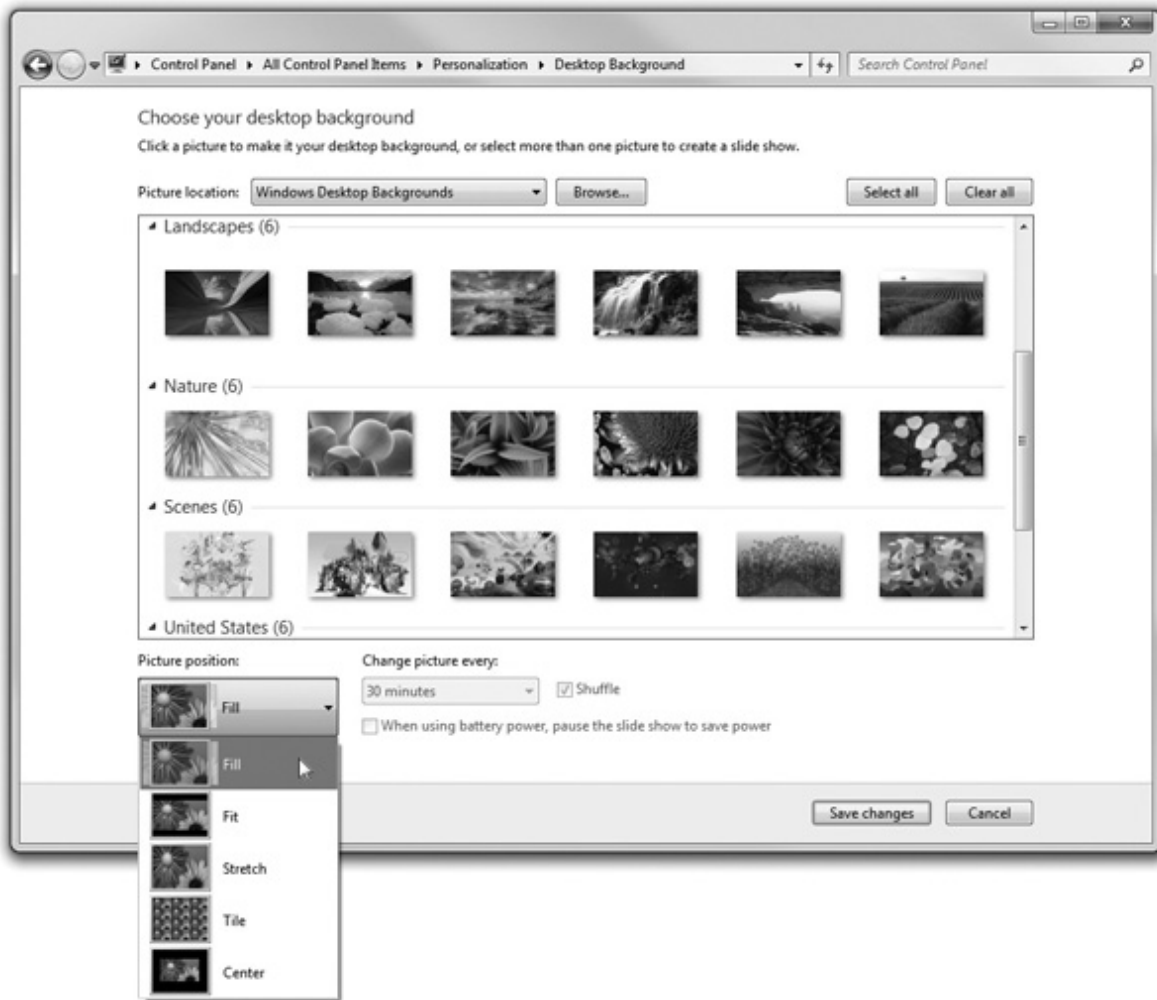 Control Panel All Control Panel Items Personalization Desktop Background
Search Control Panel
Choose your desktop background
Click a picture to make it your desktop background, or select more than one picture to create a slide show.
Picture location: Windows Desktop Backgrounds Browse... Select all Clear all
Landscapes (6)
Nature (6)
Scenes (6)
United States (6)
Picture position:
Change picture every:
Fill
30 minutes
Shuffle
When using battery power, pause the slide show to save power
Fill
Fit
Stretch
Tile
Center
Save changes
Cancel